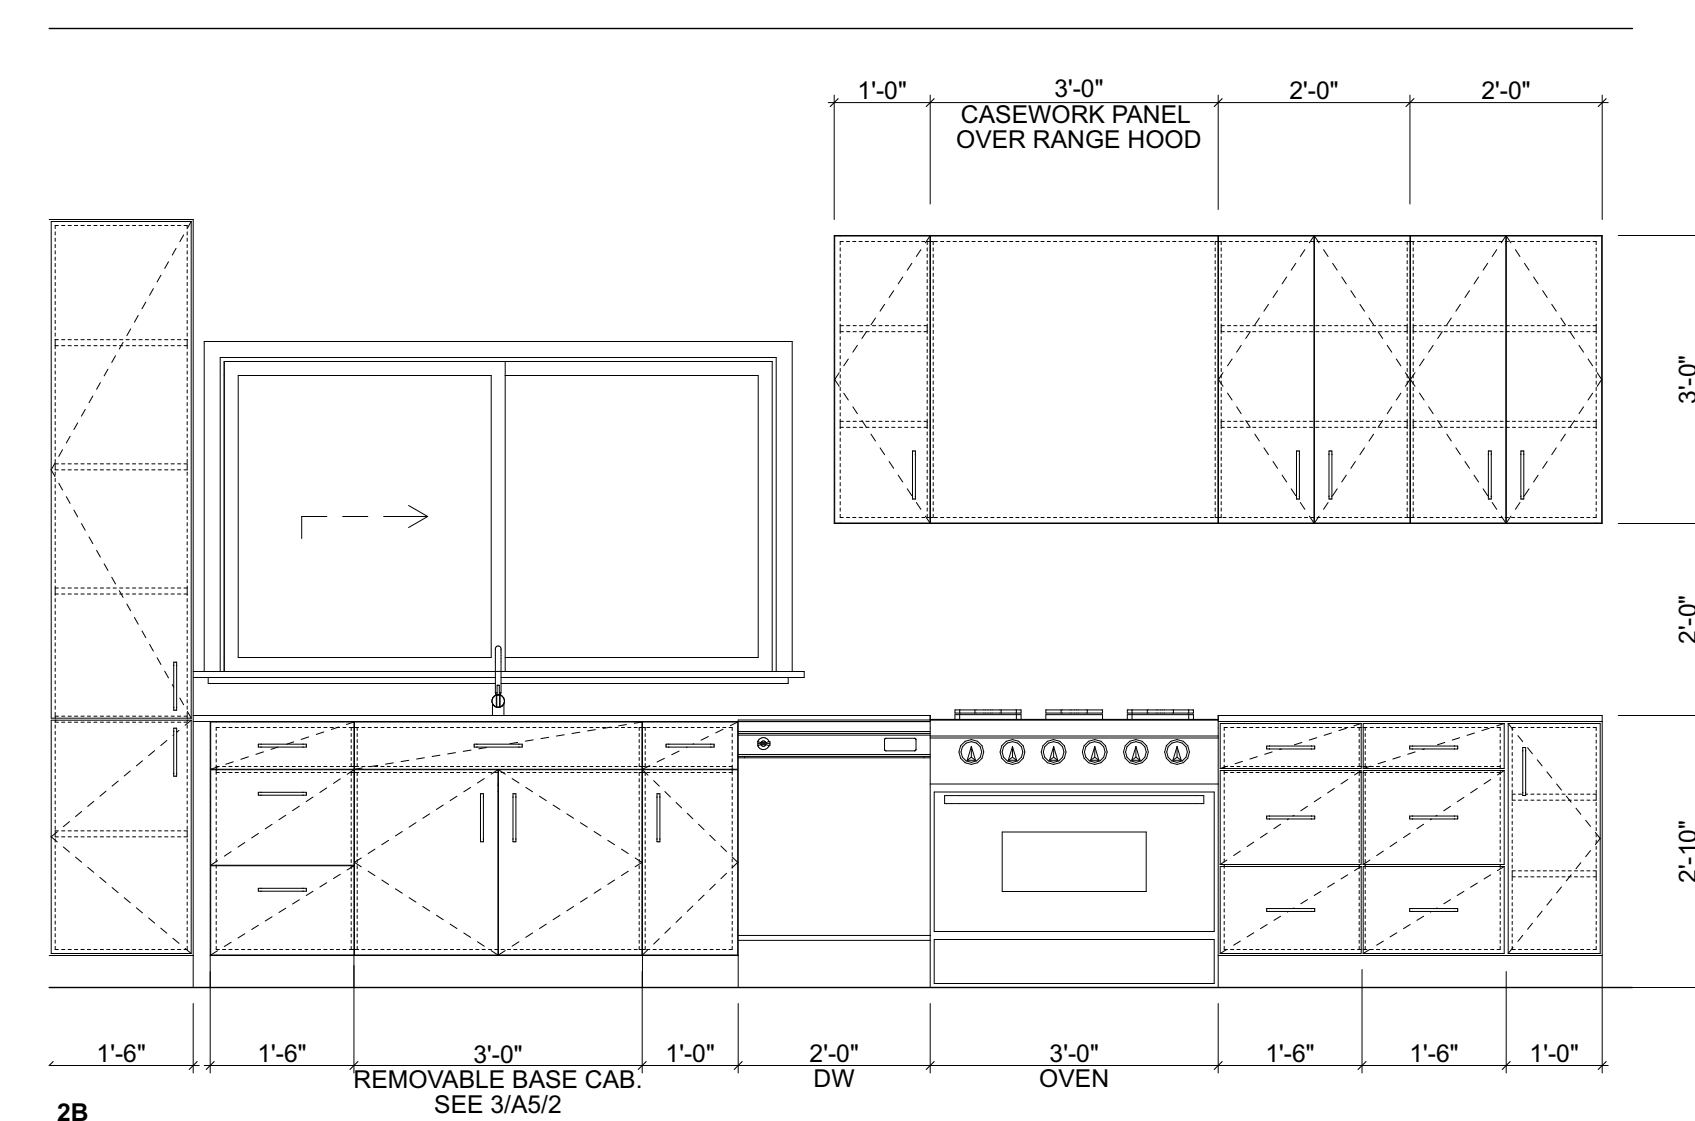 1'-0"
3'-0"
2'-0"
2'-0"
CASEWORK PANEL
OVER RANGE HOOD
3'-0"
2'-0"
2'-10"
1'-6"
1'-6"
3'-0"
1'-0"
2'-0"
3'-0"
1'-6"
1'-6"
1'-0"
REMOVABLE BASE CAB.
DW
OVEN
SEE 3/A5/2
2B